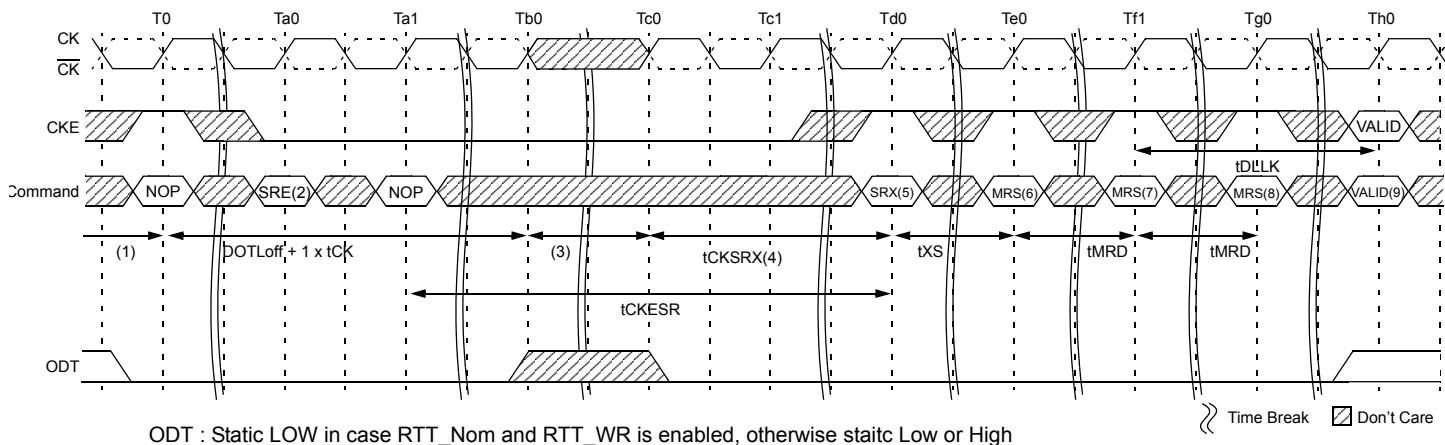 T0 Ta0 Ta1 Tb0 Tc0 Tc1 Td0 Te0 Tf1 Tg0 Th0
CK
CK
CKE
VALID
tDLLK
Command
NOP SRE(2) NOP SRX(5) MRS(6) MRS(7) MRS(8) VALID(9)
(1) DOTLoff + 1 x tCK (3) tCKSRX(4) tXS tMRD tMRD
tCKESR
ODT
Time Break Don't Care
ODT : Static LOW in case RTT_Nom and RTT_WR is enabled, otherwise staitc Low or High